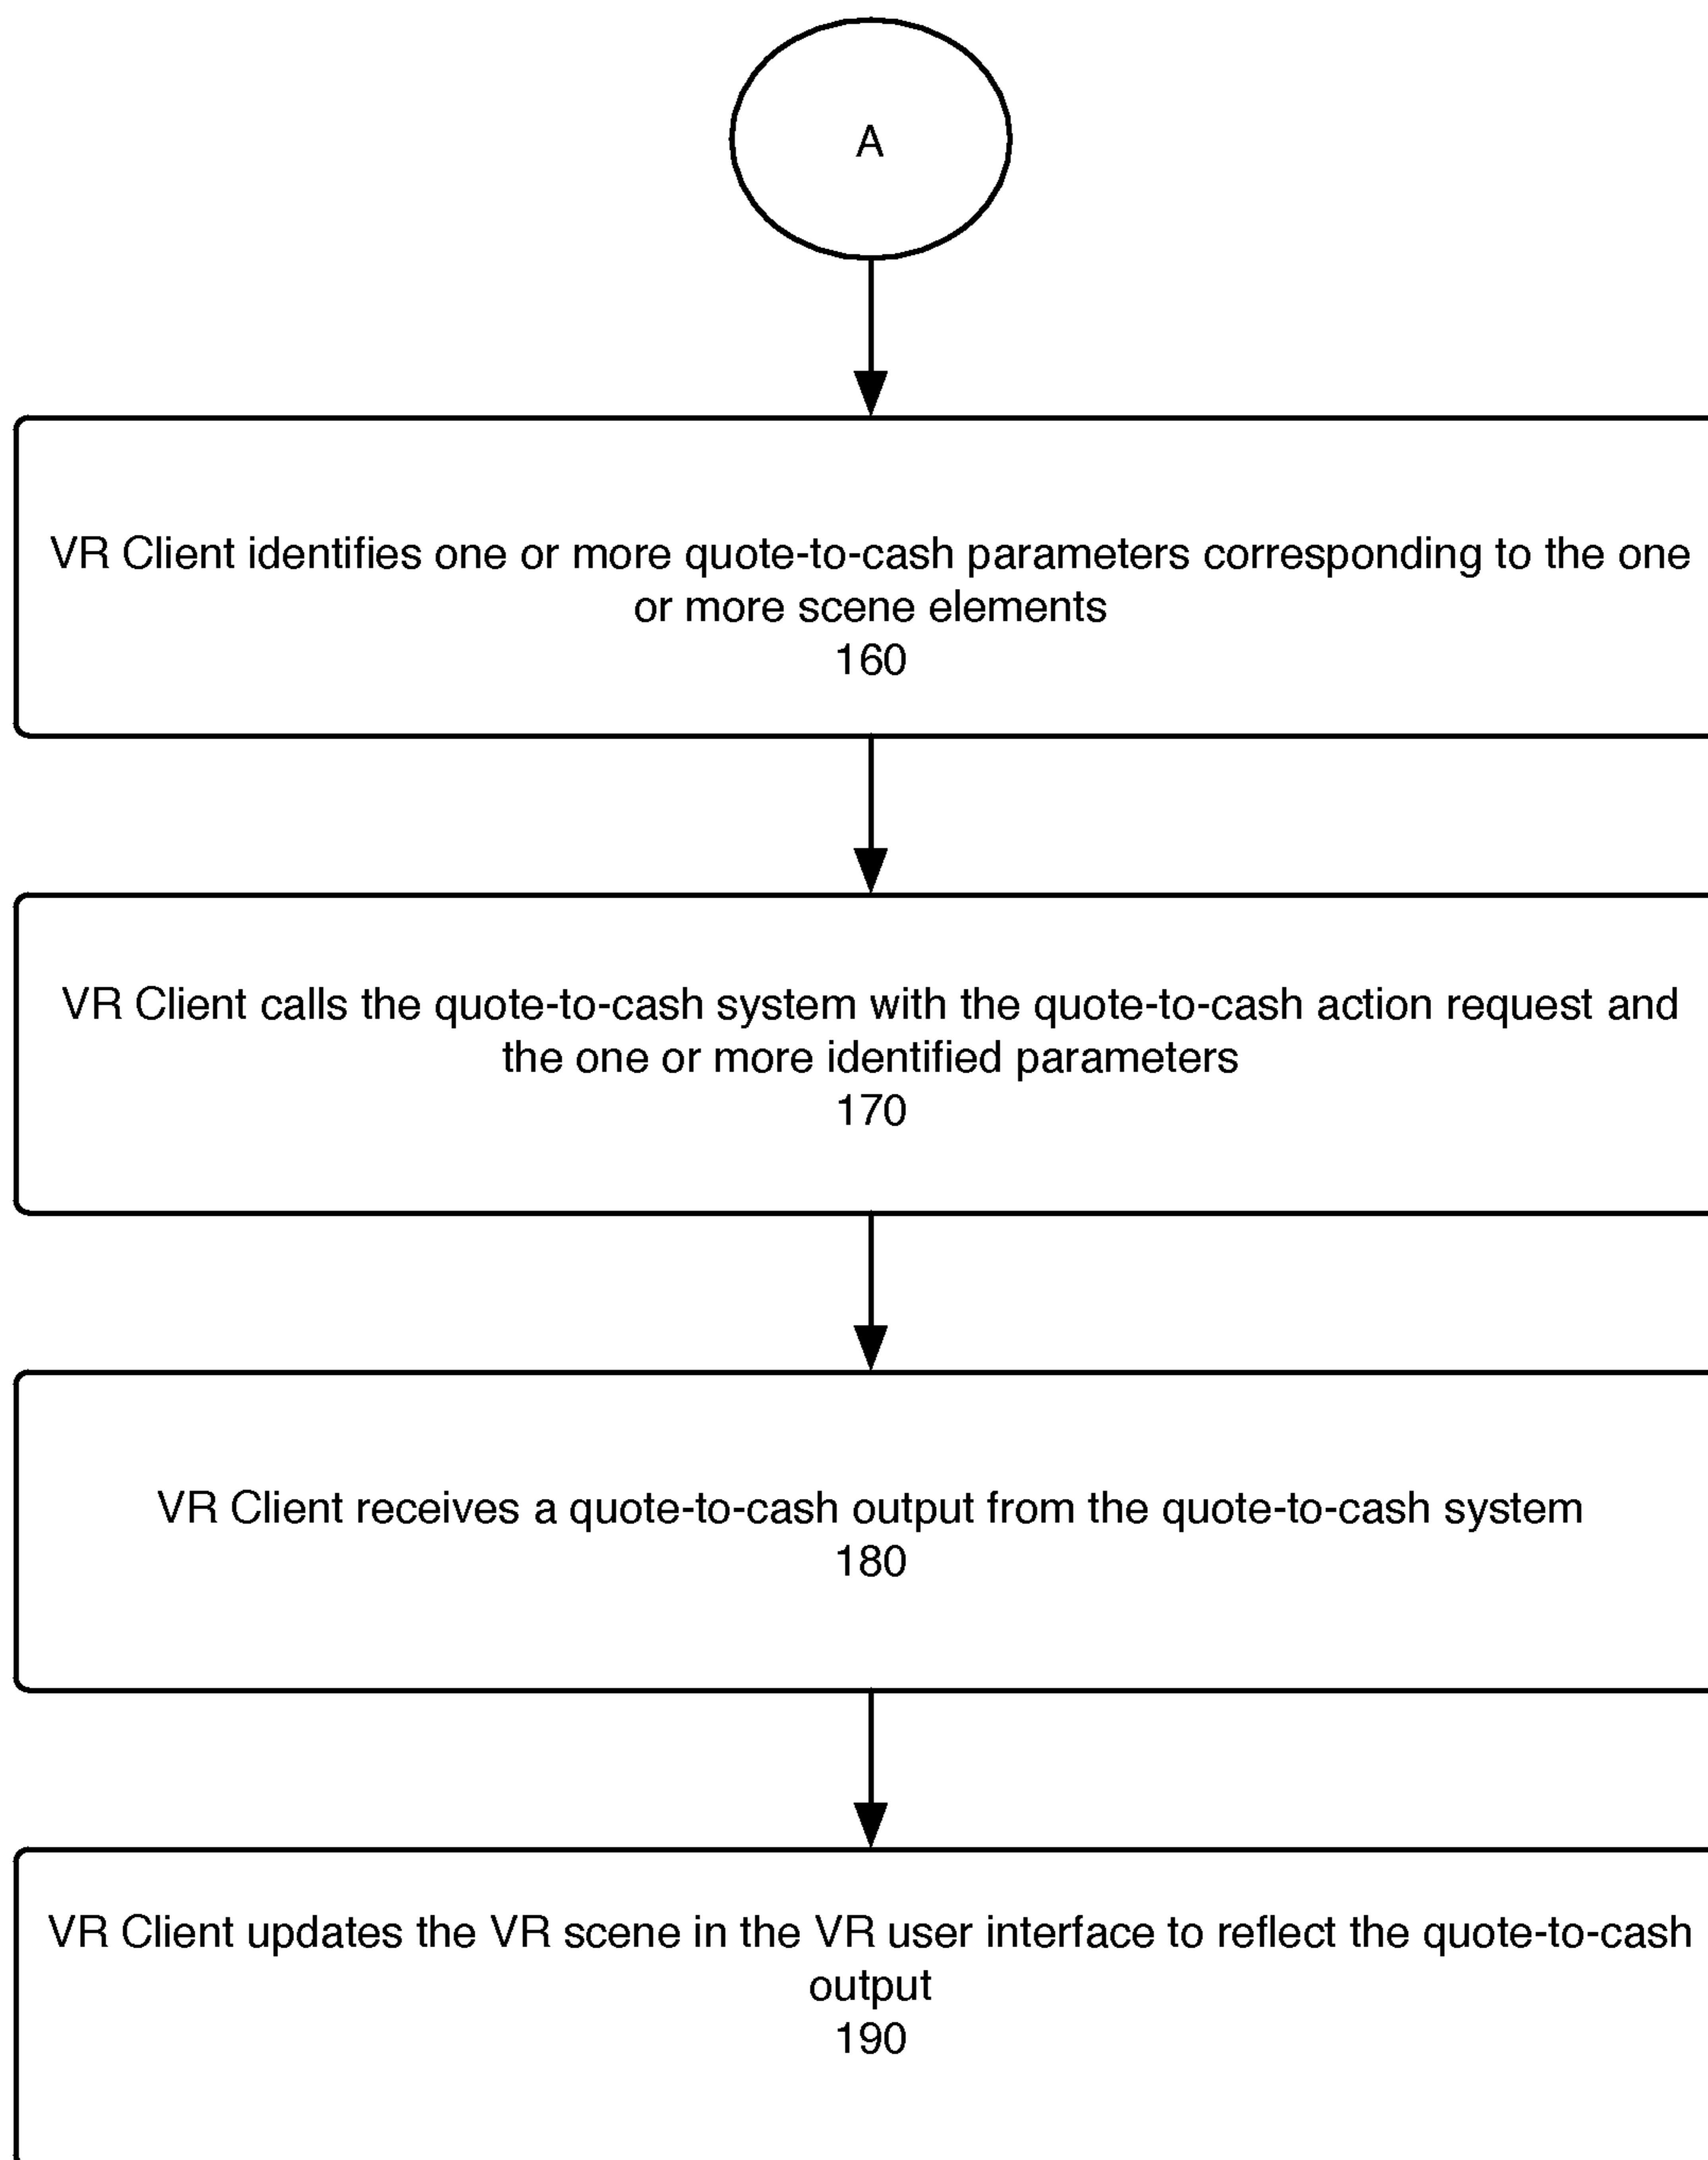 A
VR Client identifies one or more quote-to-cash parameters corresponding to the one
or more scene elements
160
VR Client calls the quote-to-cash system with the quote-to-cash action request and
the one or more identified parameters
170
VR Client receives a quote-to-cash output from the quote-to-cash system
180
VR Client updates the VR scene in the VR user interface to reflect the quote-to-cash
output
190